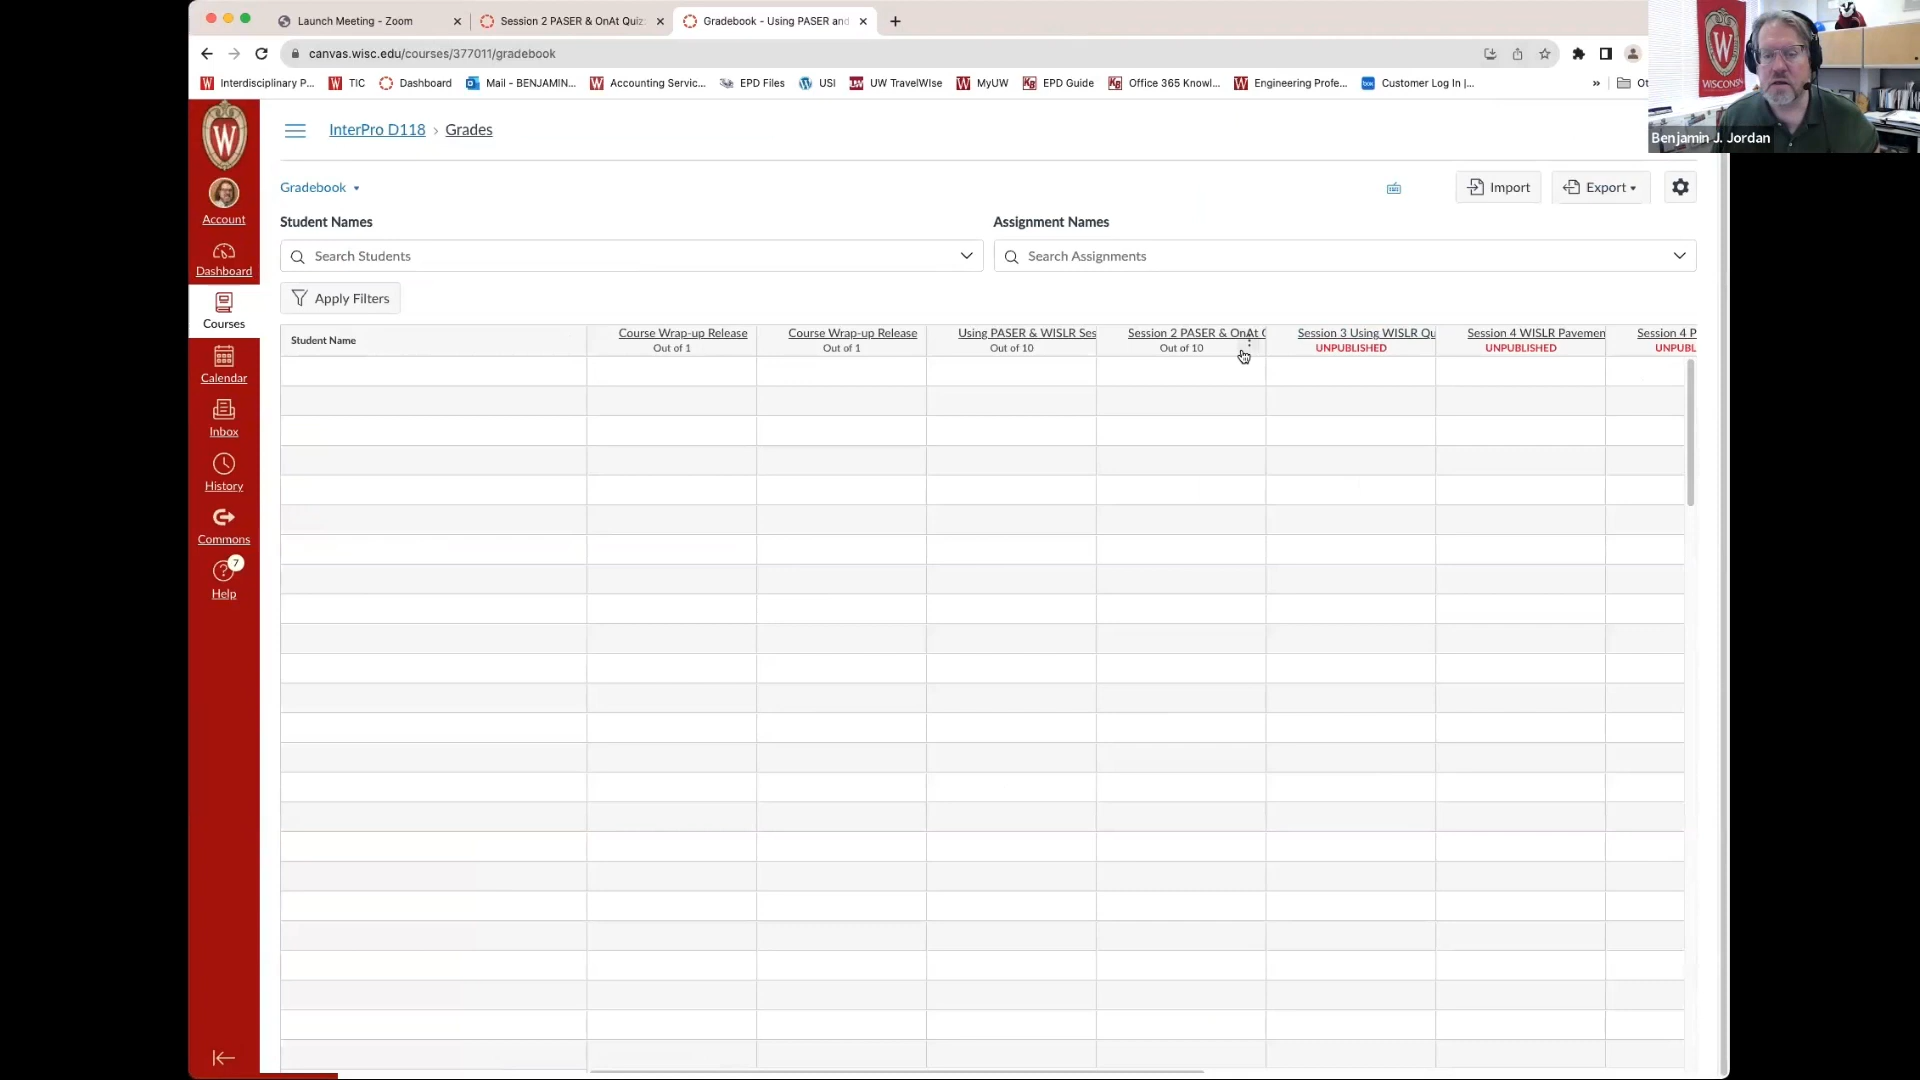 Launch Meeting - Zoom
Session 2 PASER & OnAt Quiz
Gradebook - Using PASER and
canvas.wisc.edu/courses/377011/gradebook
Interdisciplinary P...
TIC
Dashboard
Mail - BENJAMIN...
Accounting Servic...
EPD Files
USI
UW TravelWIse
MyUW
EPD Guide
Office 365 Knowl...
Engineering Profe...
Customer Log In |...
»
Ot
WISCONSIN
Benjamin J. Jordan
W
Account
Dashboard
Courses
Calendar
Inbox
History
Commons
7
Help
InterPro D118 › Grades
Gradebook
Import
Export
Student Names
Assignment Names
Search Students
Search Assignments
Apply Filters
Student Name
Course Wrap-up Release
Out of 1
Course Wrap-up Release
Out of 1
Using PASER & WISLR Ses
Out of 10
Session 2 PASER & OnAt
Out of 10
Session 3 Using WISLR Qu
UNPUBLISHED
Session 4 WISLR Pavemen
UNPUBLISHED
Session 4 P
UNPUBL